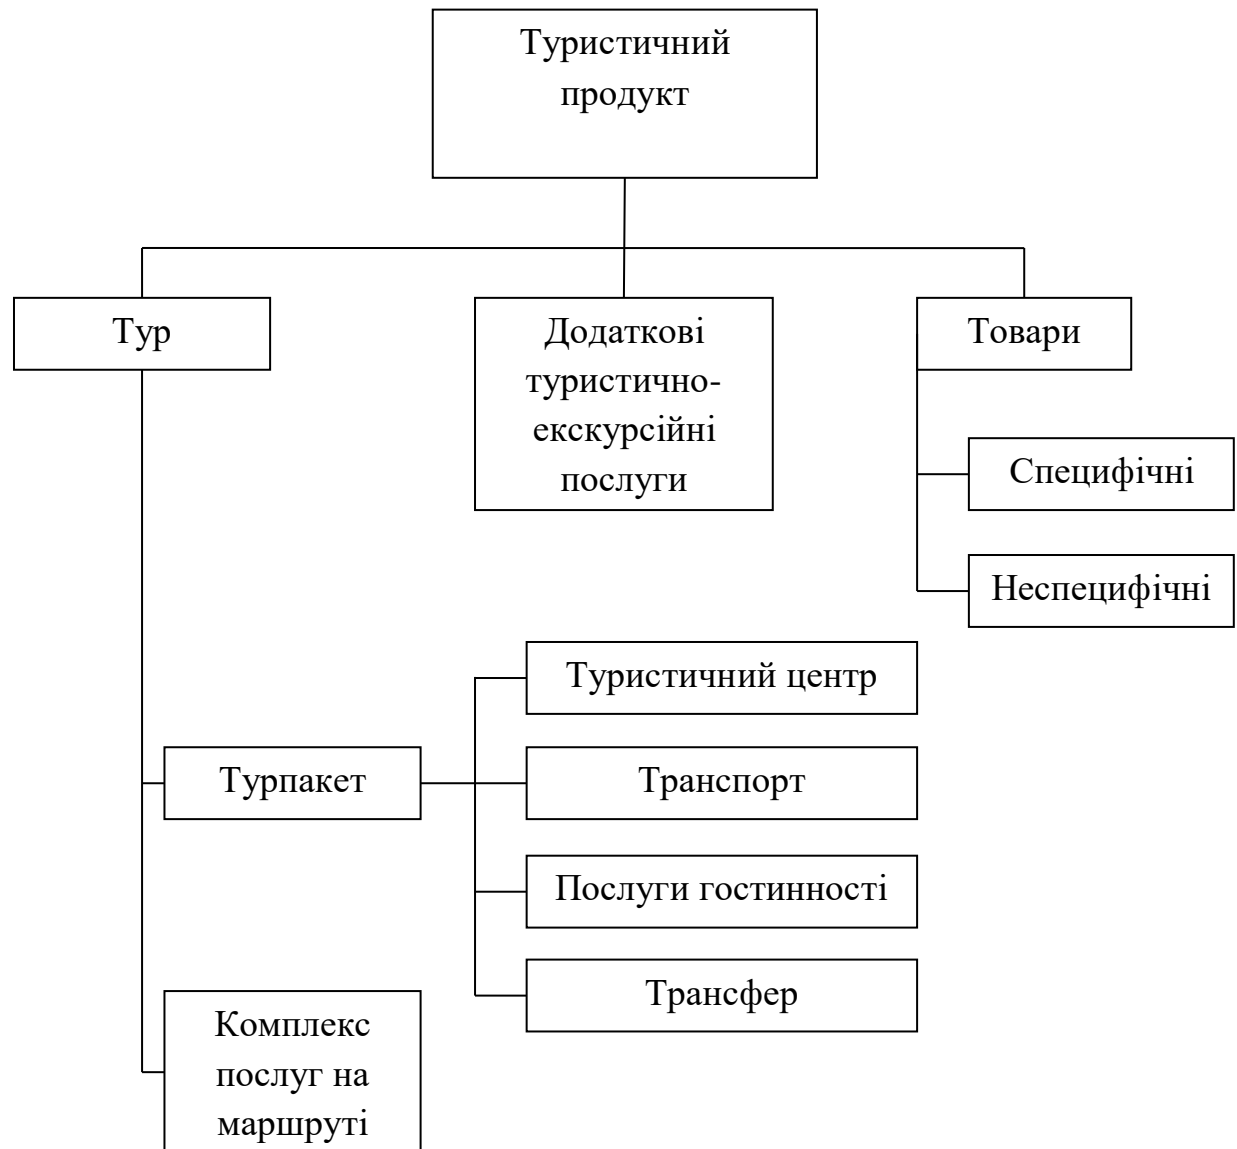 Туристичний
продукт
Тур
Додаткові
туристично-
екскурсійні
послуги
Товари
Специфічні
Неспецифічні
Туристичний центр
Турпакет
Транспорт
Послуги гостинності
Трансфер
Комплекс
послуг на
маршруті